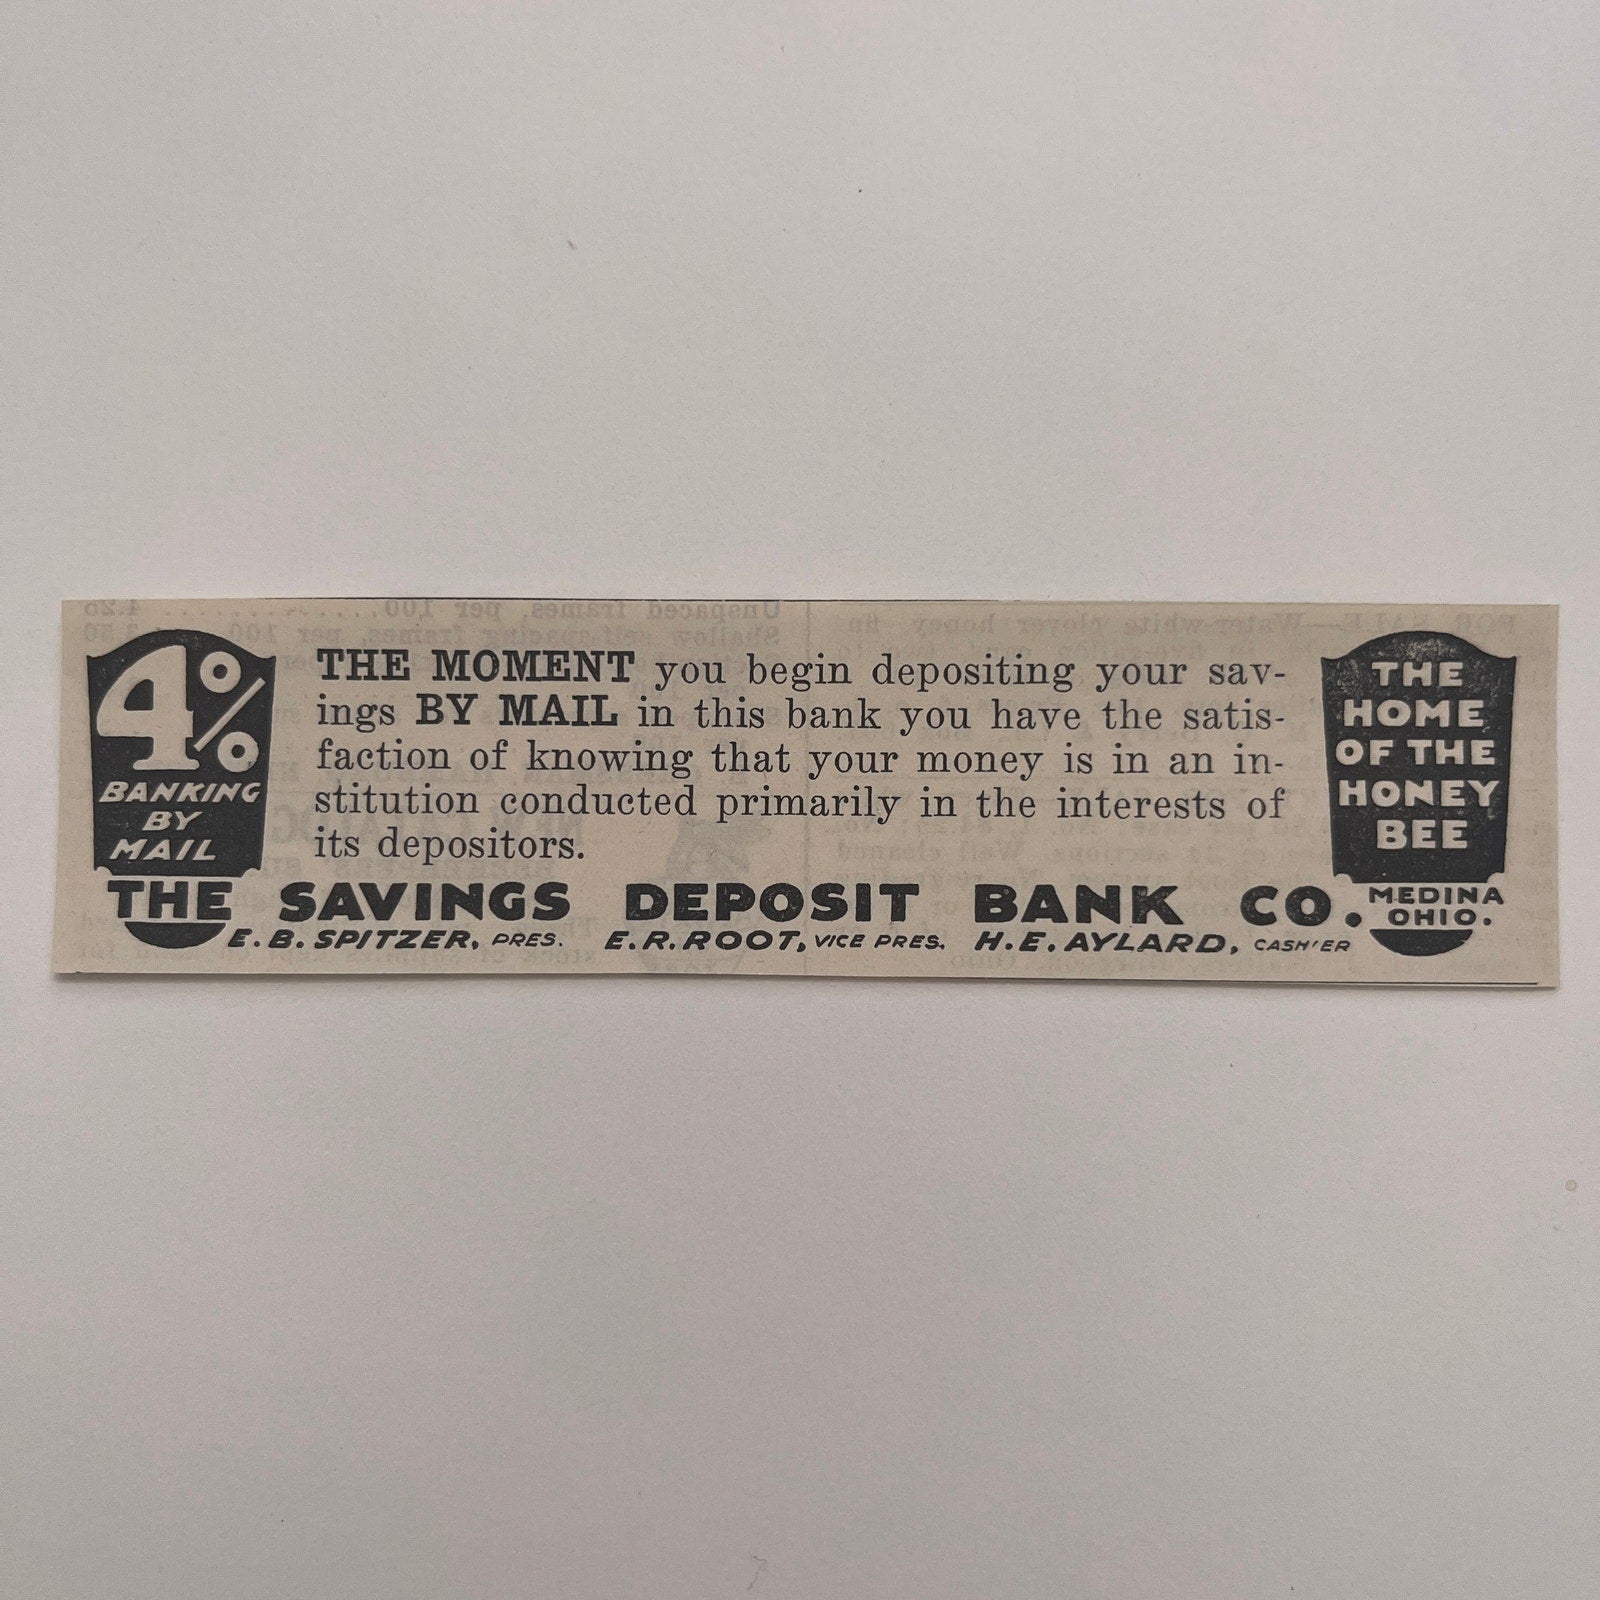 4%
BANKING
BY
MAIL
THE MOMENT you begin depositing your sav-
ings BY MAIL in this bank you have the satis-
faction of knowing that your money is in an in-
stitution conducted primarily in the interests of
its depositors.
THE
HOME
OF THE
HONEY
BEE
THE SAVINGS DEPOSIT BANK CO.
MEDINA
OHIO.
E. B. SPITZER, PRES. E. R. ROOT, VICE PRES. H. E. AYLARD, CASH'ER